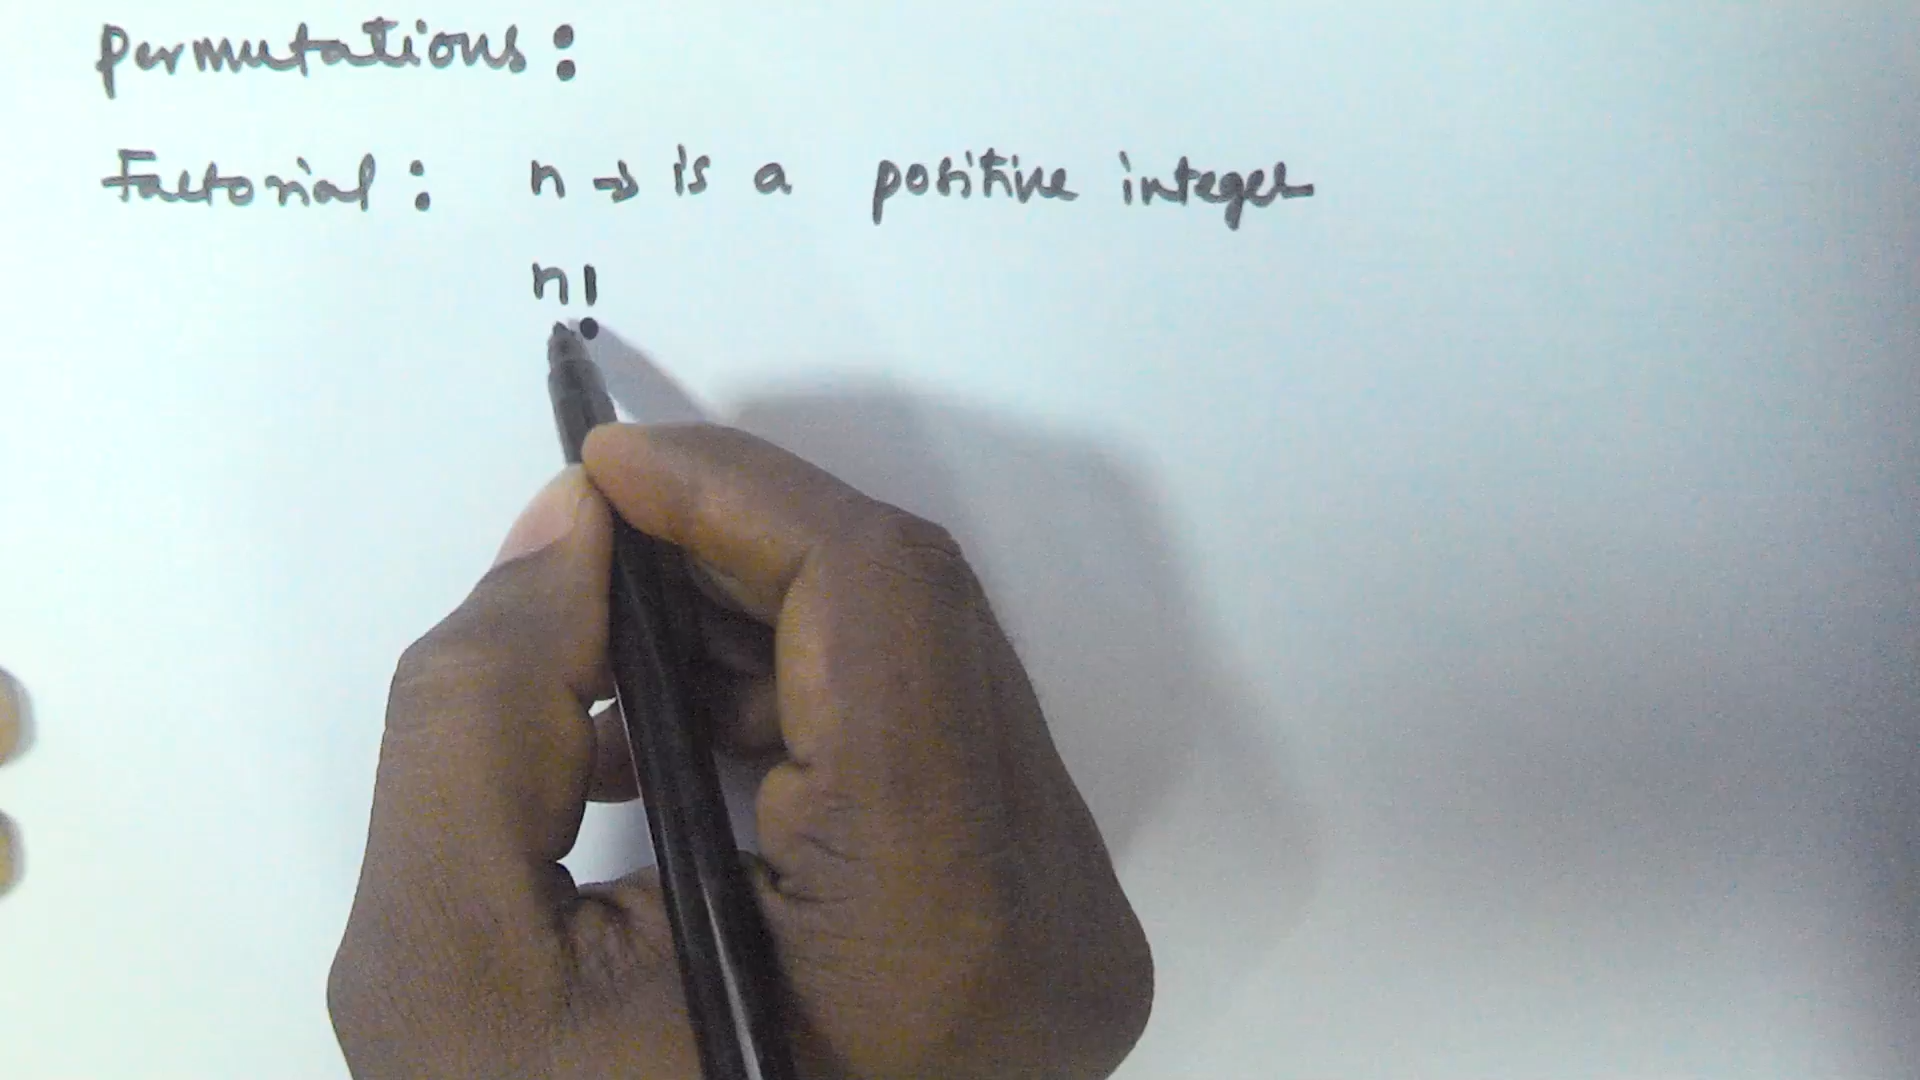 Permutations:
Factorial: n → is a positive integer
n!